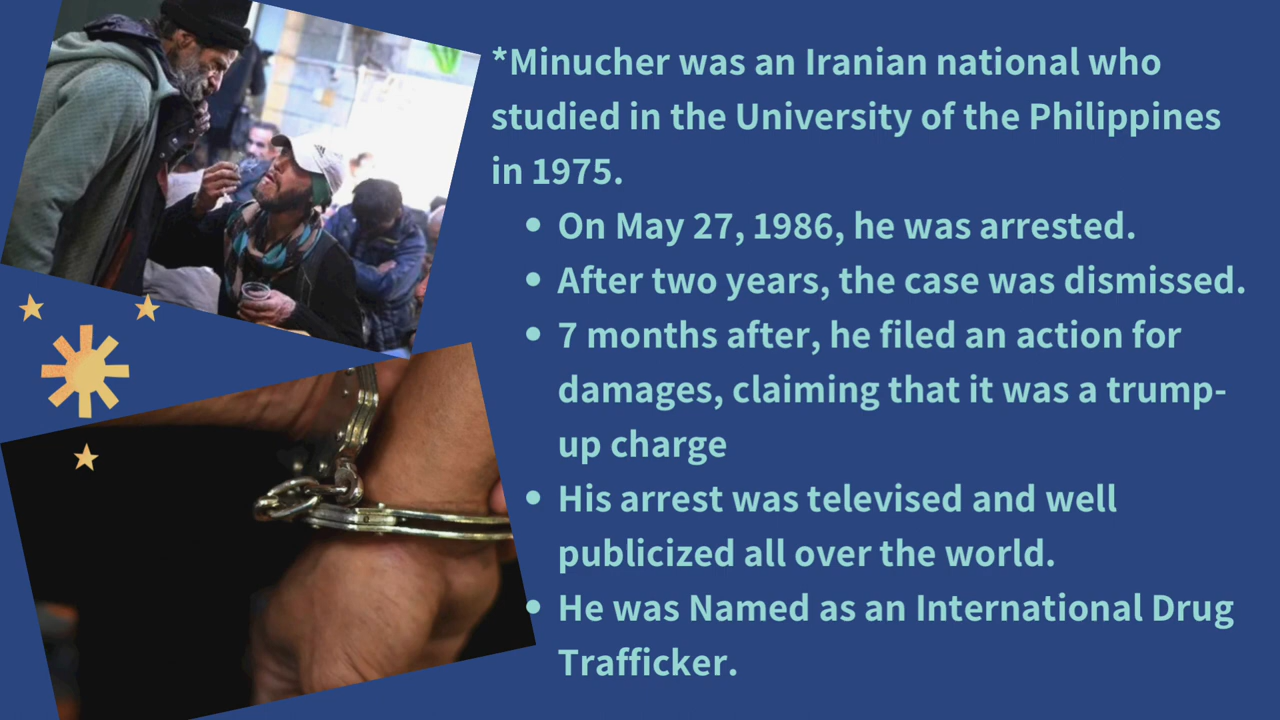 *Minucher was an Iranian national who
studied in the University of the Philippines
in 1975.
• On May 27, 1986, he was arrested.
• After two years, the case was dismissed.
• 7 months after, he filed an action for
damages, claiming that it was a trump-
up charge
• His arrest was televised and well
publicized all over the world.
• He was Named as an International Drug
Trafficker.